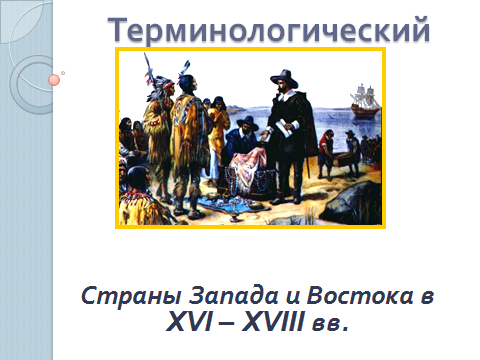 Терминологический
Страны Запада и Востока в
XVI – XVIII вв.